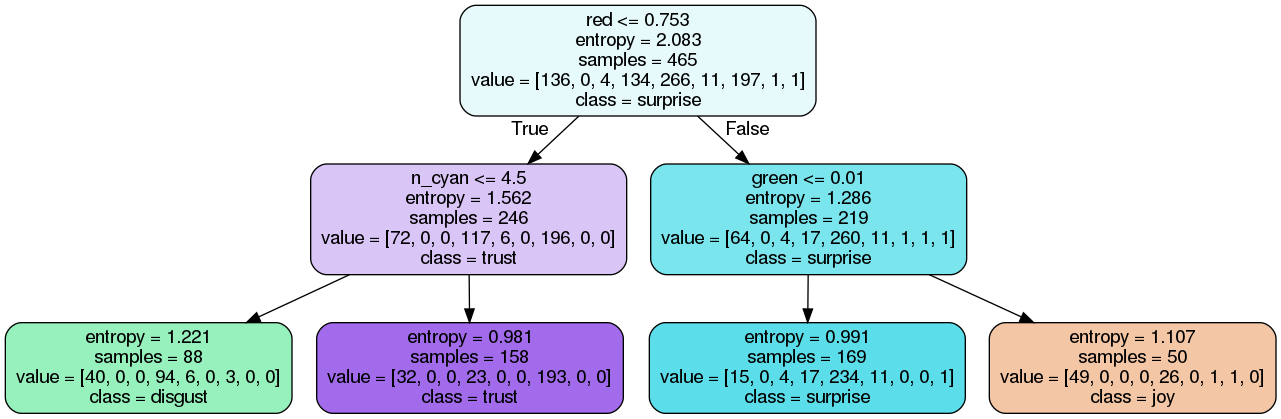 red <= 0.753
entropy = 2.083
samples = 465
value = [136, 0, 4, 134, 266, 11, 197, 1, 1]
class = surprise
True
False
n_cyan <= 4.5
entropy = 1.562
samples = 246
value = [72, 0, 0, 117, 6, 0, 196, 0, 0]
class = trust
green <= 0.01
entropy = 1.286
samples = 219
value = [64, 0, 4, 17, 260, 11, 1, 1, 1]
class = surprise
entropy = 1.221
samples = 88
value = [40, 0, 0, 94, 6, 0, 3, 0, 0]
class = disgust
entropy = 0.981
samples = 158
value = [32, 0, 0, 23, 0, 0, 193, 0, 0]
class = trust
entropy = 0.991
samples = 169
value = [15, 0, 4, 17, 234, 11, 0, 0, 1]
class = surprise
entropy = 1.107
samples = 50
value = [49, 0, 0, 0, 26, 0, 1, 1, 0]
class = joy